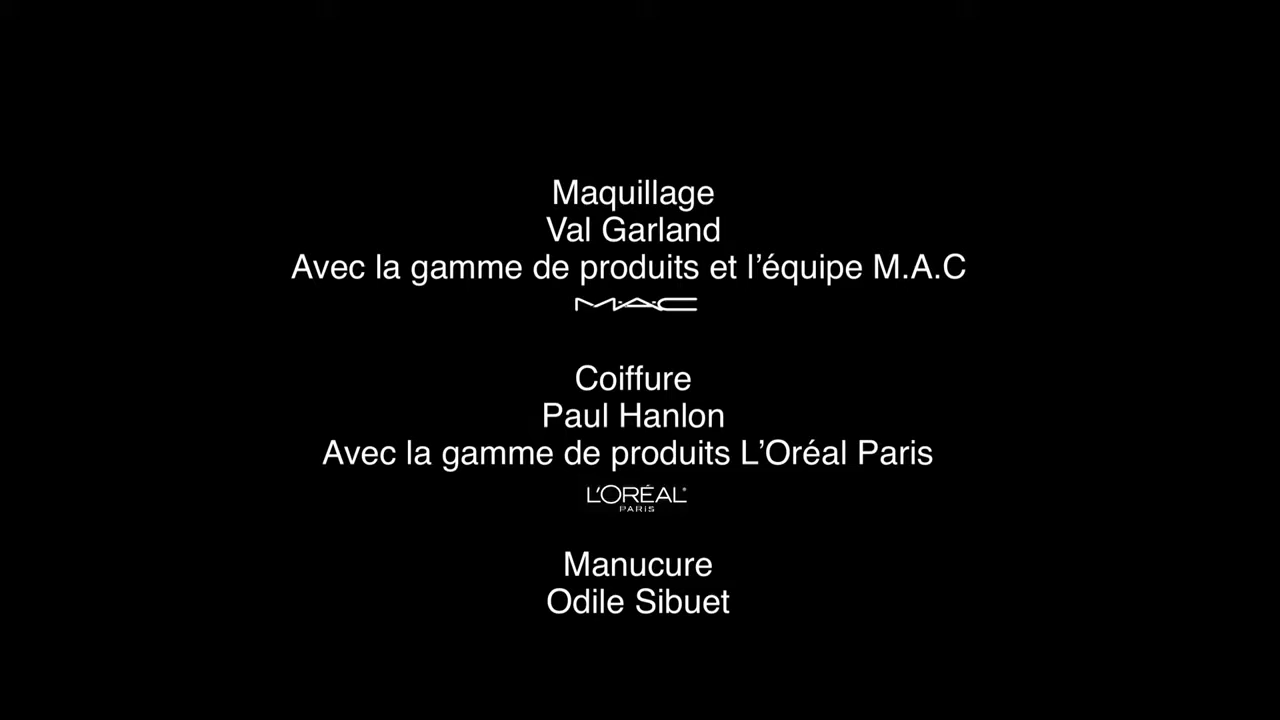 Maquillage
Val Garland
Avec la gamme de produits et l’équipe M.A.C
M·A·C
Coiffure
Paul Hanlon
Avec la gamme de produits L’Oréal Paris
L’ORÉAL
PARIS
Manucure
Odile Sibuet